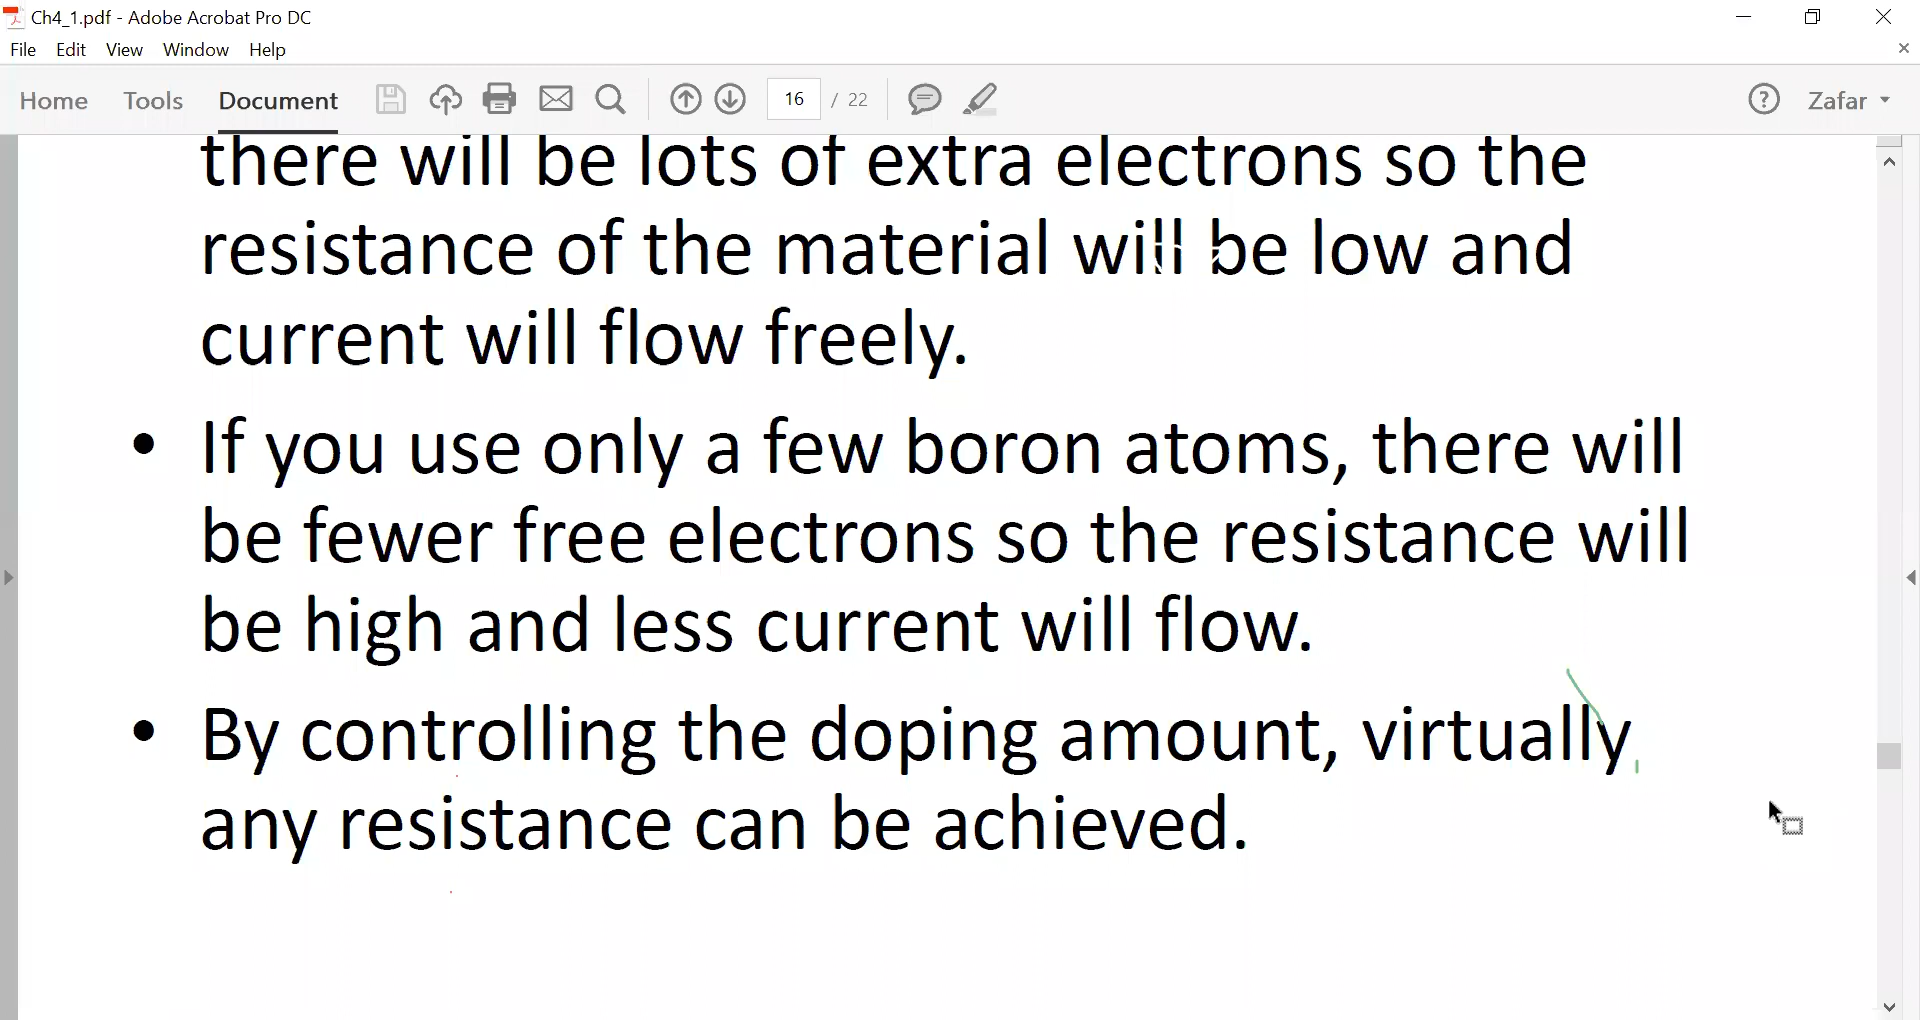 Ch4_1.pdf - Adobe Acrobat Pro DC
File Edit View Window Help
Home Tools Document 16 / 22 Zafar
there will be lots of extra electrons so the
resistance of the material will be low and
current will flow freely.
• If you use only a few boron atoms, there will
be fewer free electrons so the resistance will
be high and less current will flow.
• By controlling the doping amount, virtually
any resistance can be achieved.